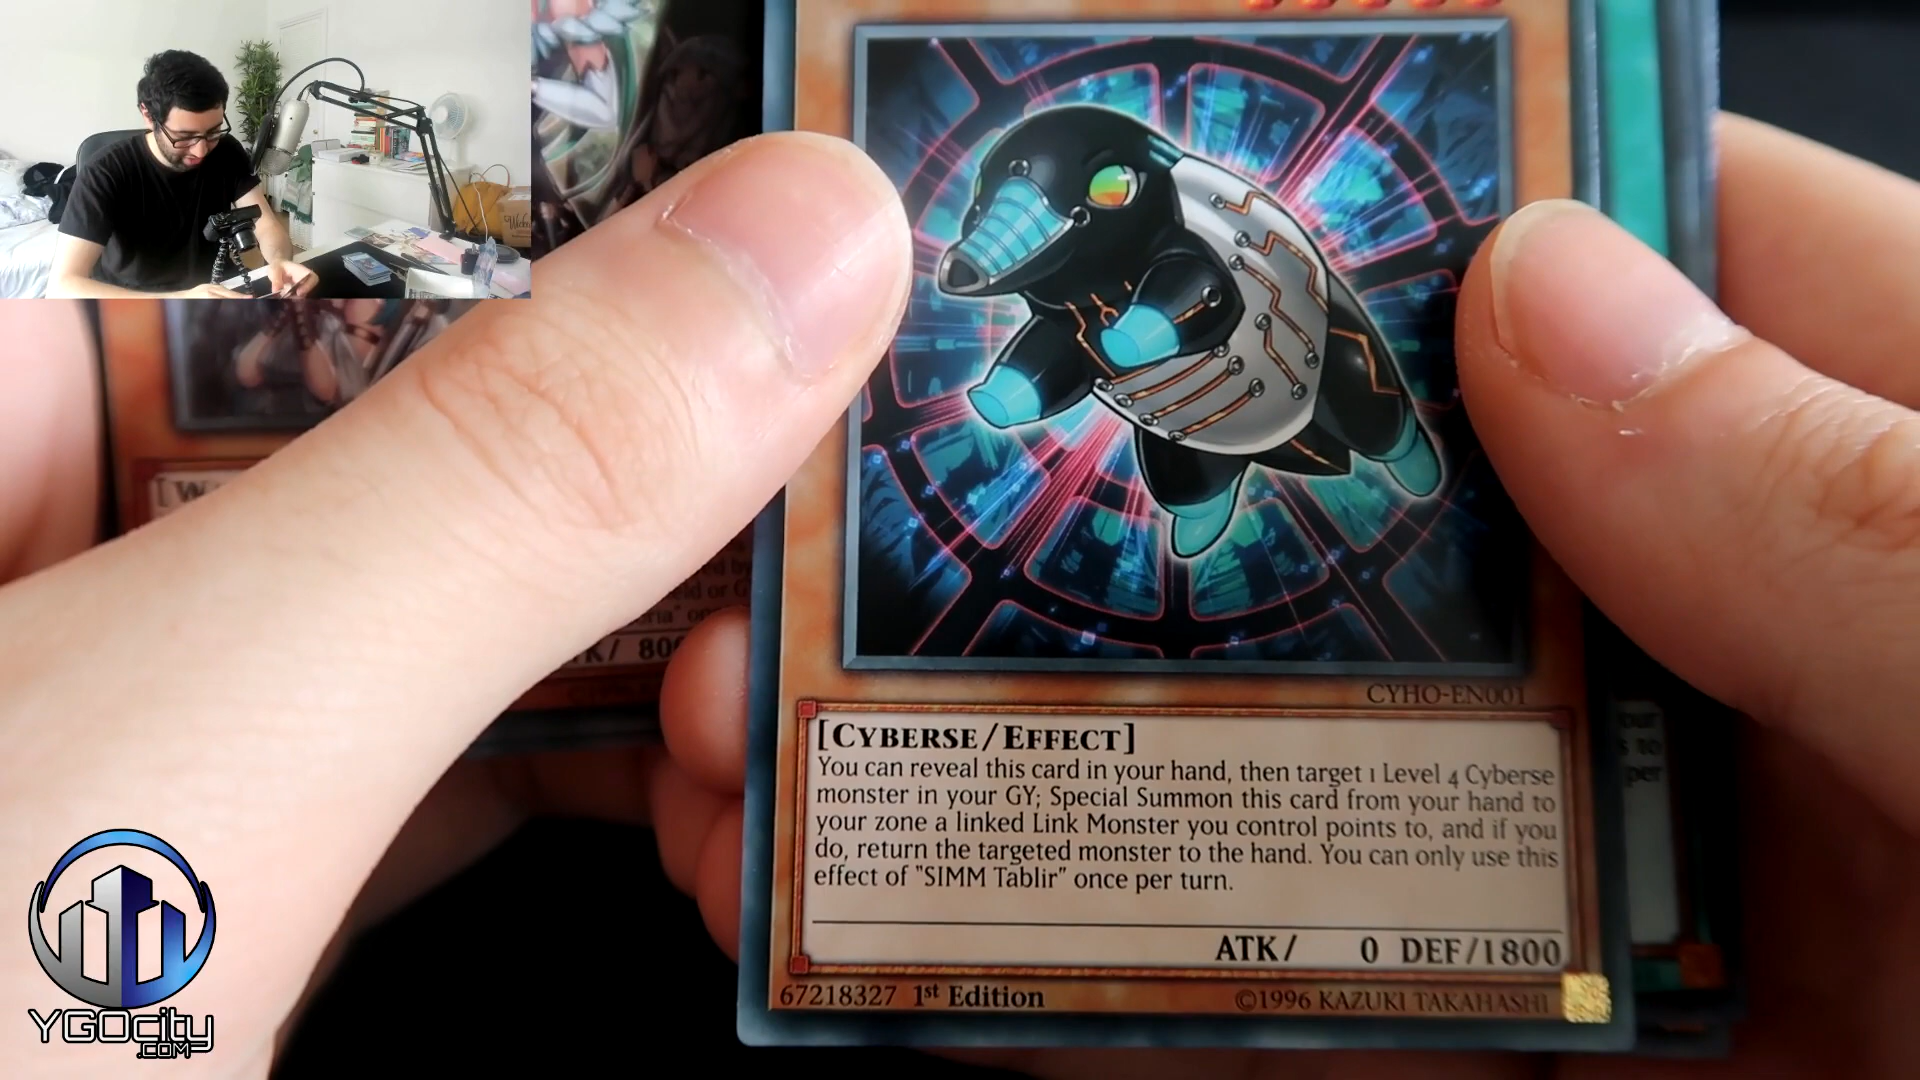 CYHO-EN001
[CYBERSE/EFFECT]
You can reveal this card in your hand, then target 1 Level 4 Cyberse
monster in your GY; Special Summon this card from your hand to
your zone a linked Link Monster you control points to, and if you
do, return the targeted monster to the hand. You can only use this
effect of "SIMM Tablir" once per turn.
ATK/ 0 DEF/1800
67218327 1st Edition
©1996 KAZUKI TAKAHASHI
YGOcity
.COM